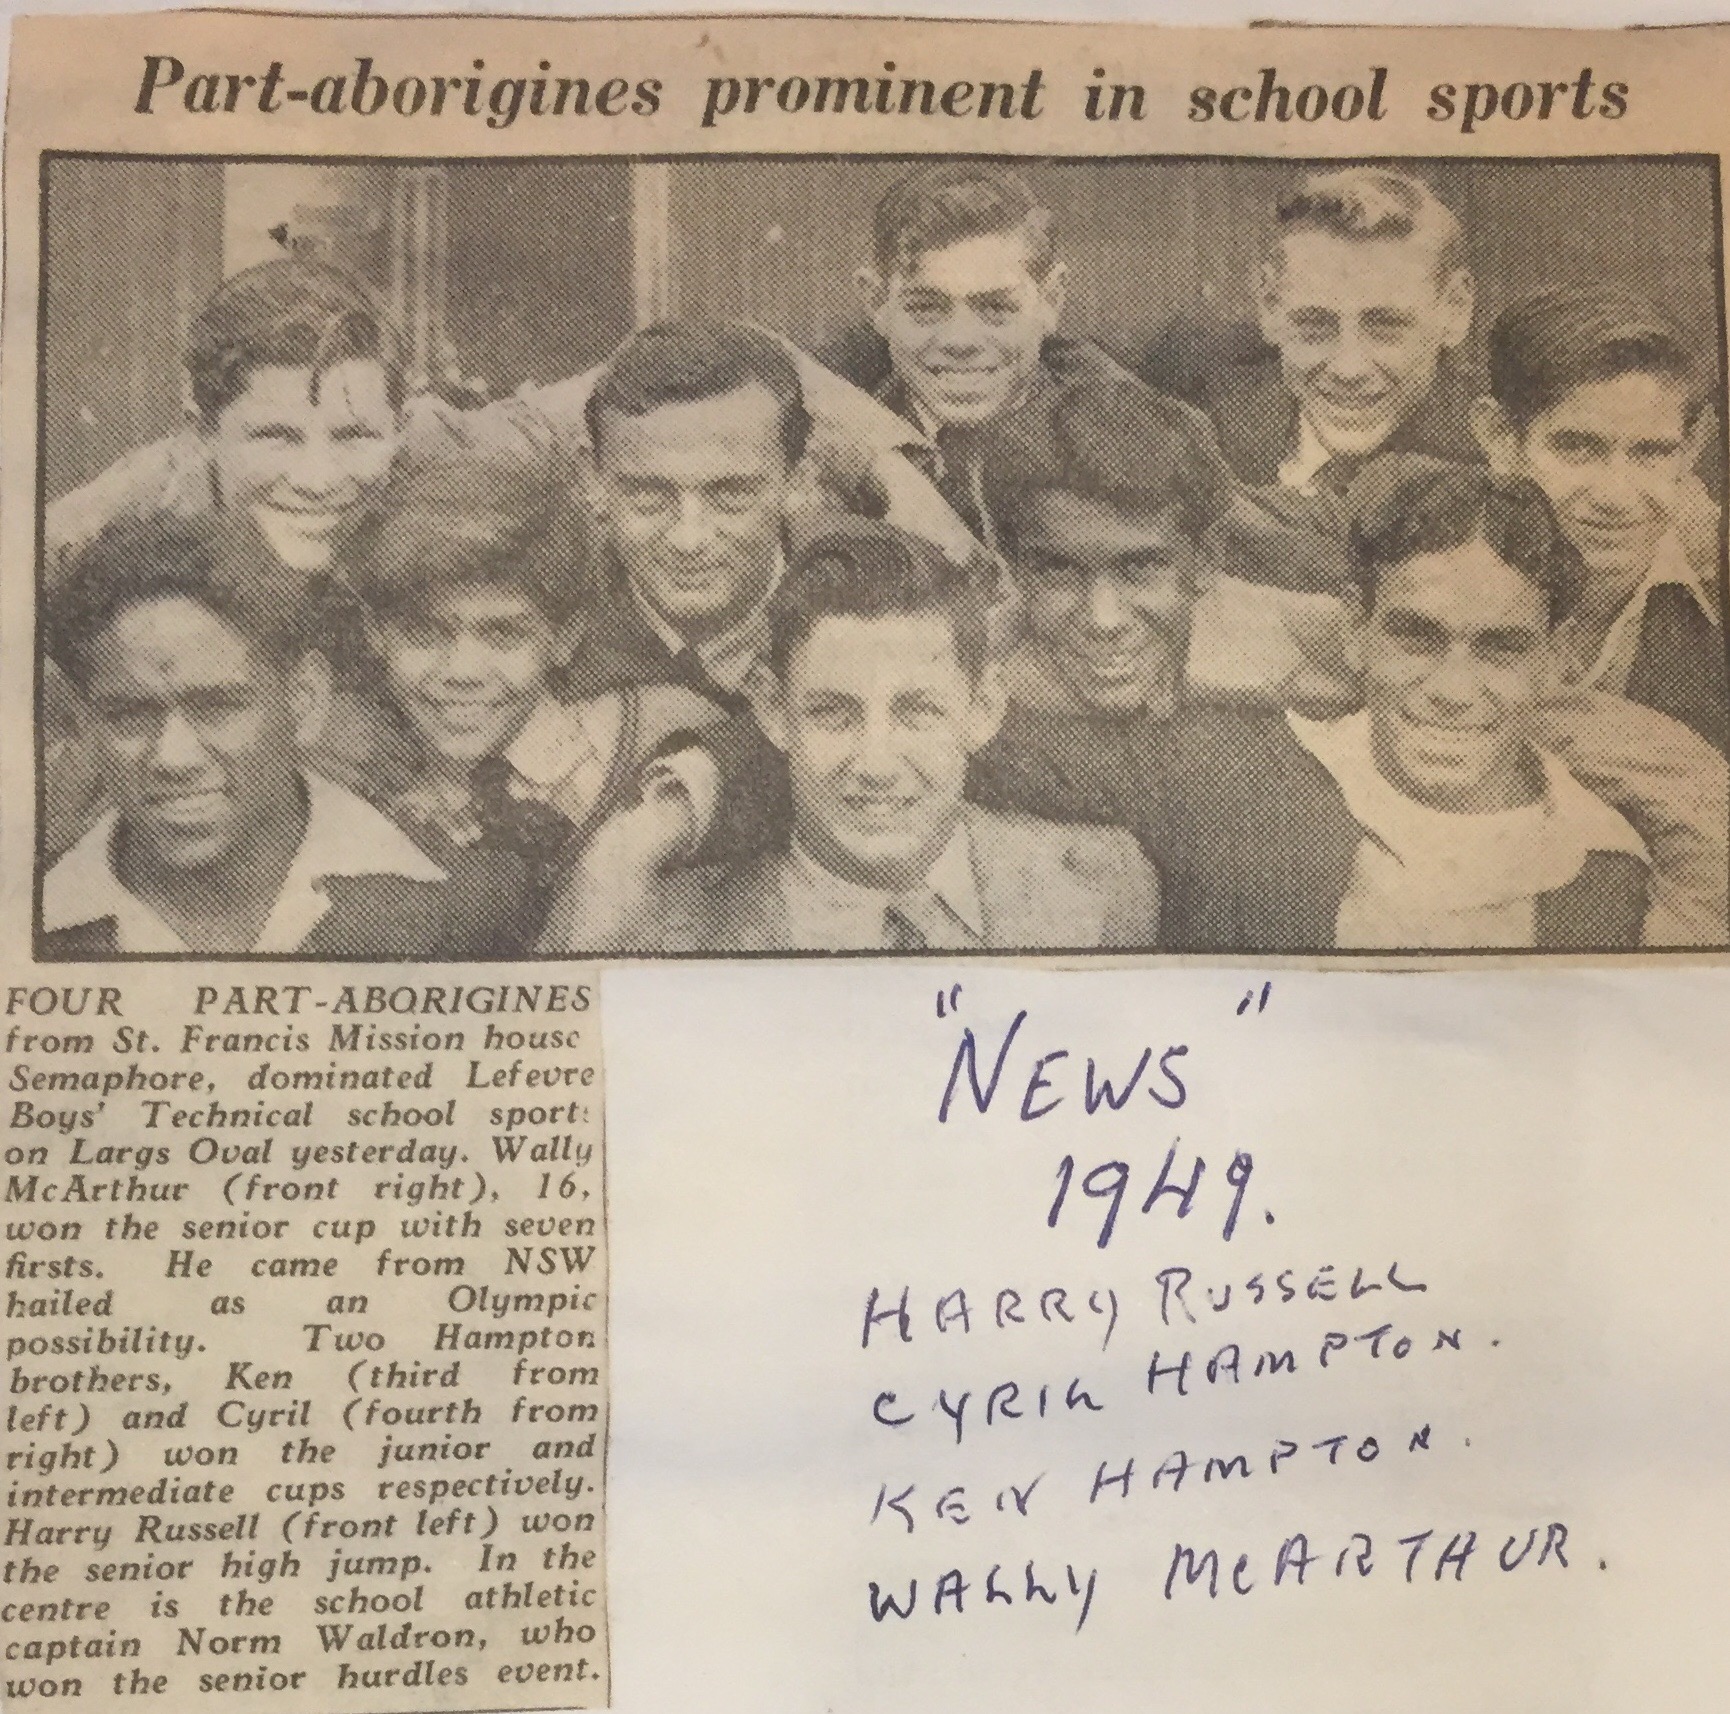 Part-aborigines prominent in school sports
FOUR PART-ABORIGINES
from St. Francis Mission house
Semaphore, dominated Lefevre
Boys' Technical school sports
on Largs Oval yesterday. Wally
McArthur (front right), 16,
won the senior cup with seven
firsts. He came from NSW
hailed as an Olympic
possibility. Two Hampton
brothers, Ken (third from
left) and Cyril (fourth from
right) won the junior and
intermediate cups respectively.
Harry Russell (front left) won
the senior high jump. In the
centre is the school athletic
captain Norm Waldron, who
won the senior hurdles event.
"NEWS"
1949.
HARRY RUSSELL
CYRIL HAMPTON.
KEN HAMPTON.
WALLY McARTHUR.